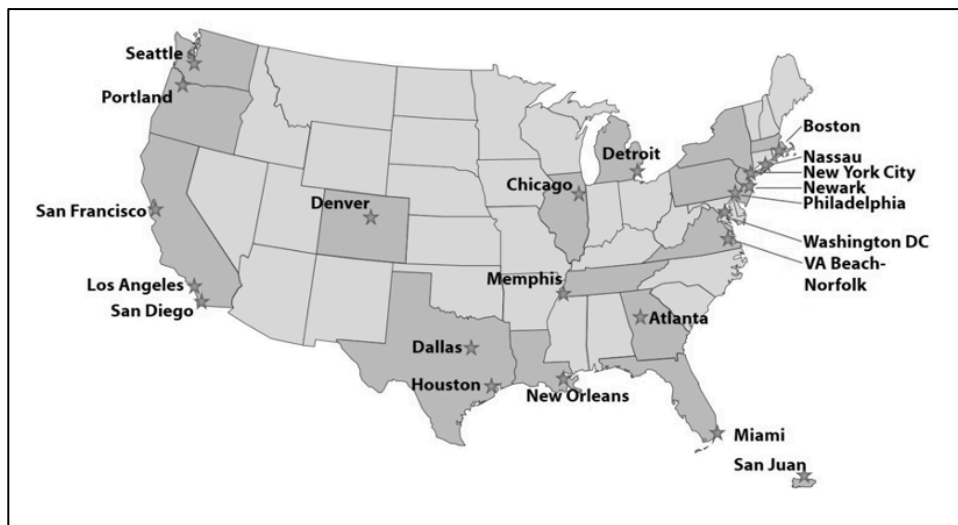 Seattle
Portland
Boston
Detroit
Nassau
New York City
Chicago
Newark
Philadelphia
San Francisco
Denver
Washington DC
VA Beach-
Norfolk
Memphis
Los Angeles
San Diego
Atlanta
Dallas
Houston
New Orleans
Miami
San Juan